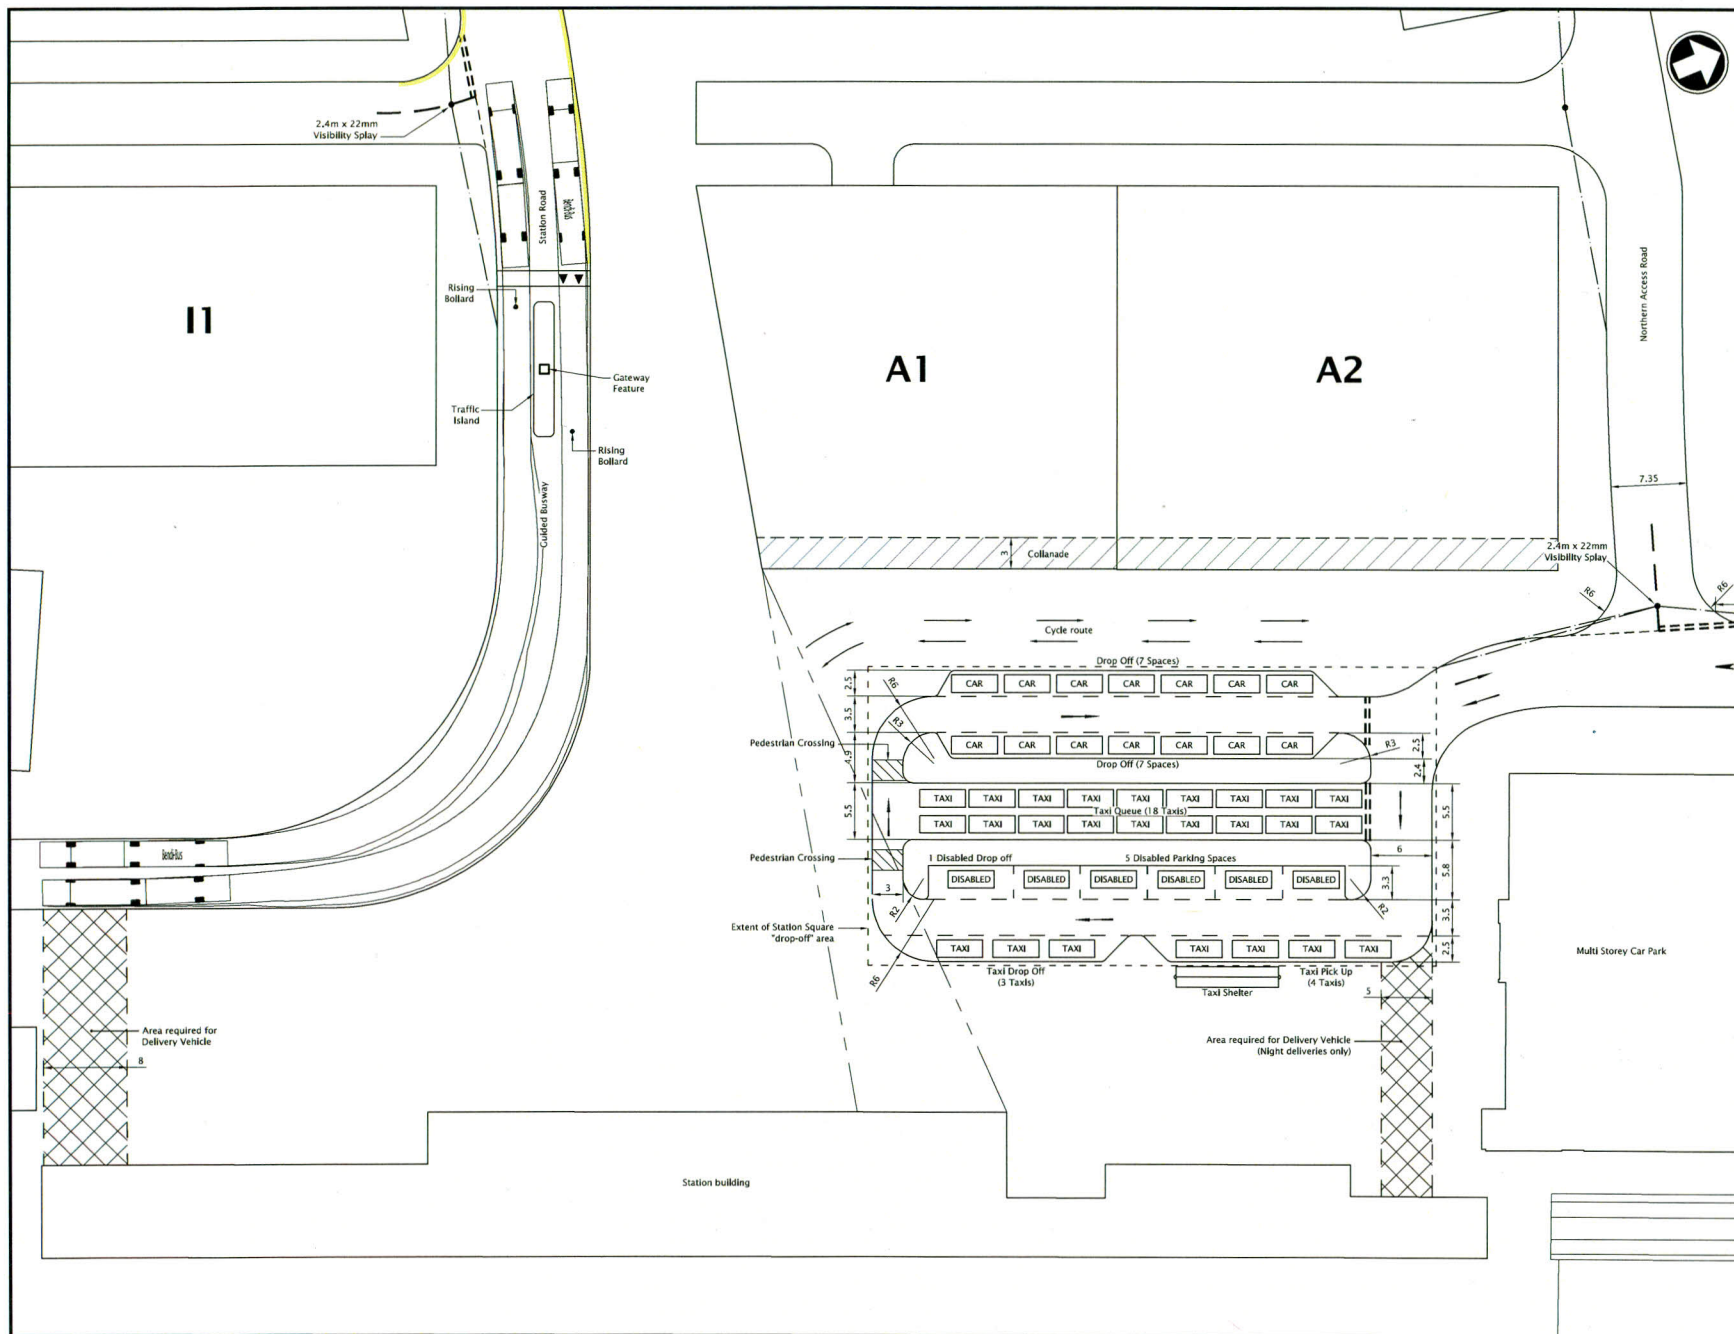 2.4m x 22mm
Visibility Splay
Station Road
Bendi-Bus
Rising
Bollard
I1
Gateway
Feature
Traffic
Island
Rising
Bollard
Guided Busway
A1
A2
Northern Access Road
7.35
3
Collanade
2.4m x 22mm
Visibility Splay
R6
R6
Cycle route
Drop Off (7 Spaces)
2.5
R6
CAR CAR CAR CAR CAR CAR CAR
3.5
R3
Pedestrian Crossing
4.9
CAR CAR CAR CAR CAR CAR CAR
2.5
R3
Drop Off (7 Spaces)
2.4
TAXI TAXI TAXI TAXI TAXI TAXI TAXI TAXI TAXI
5.5
Taxi Queue (18 Taxis)
5.5
TAXI TAXI TAXI TAXI TAXI TAXI TAXI TAXI TAXI
Pedestrian Crossing
1 Disabled Drop off
5 Disabled Parking Spaces
6
5.8
DISABLED DISABLED DISABLED DISABLED DISABLED DISABLED
3.3
3
R2
R2
3.5
Extent of Station Square
"drop-off" area
TAXI TAXI TAXI TAXI TAXI TAXI TAXI
2.5
R6
Taxi Drop Off
(3 Taxis)
Taxi Pick Up
(4 Taxis)
Taxi Shelter
5
Multi Storey Car Park
Bendi-Bus
Area required for
Delivery Vehicle
8
Area required for Delivery Vehicle
(Night deliveries only)
Station building